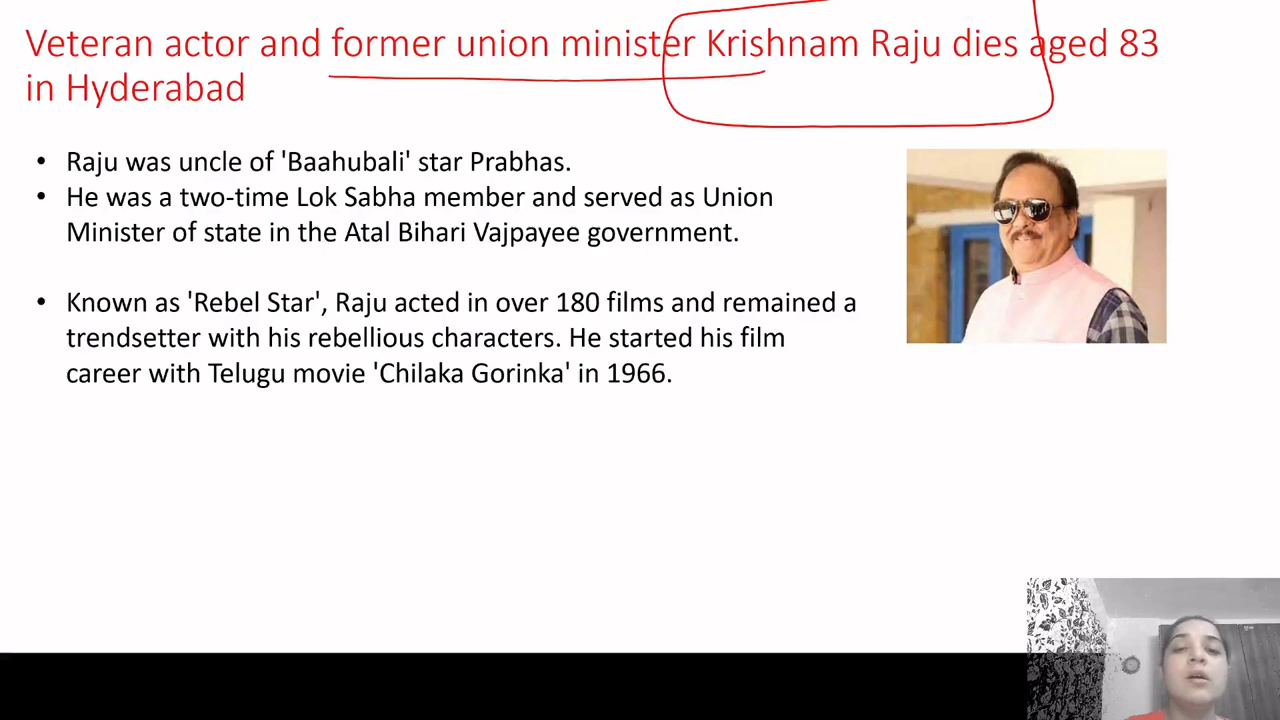 Veteran actor and former union minister Krishnam Raju dies aged 83
in Hyderabad
• Raju was uncle of 'Baahubali' star Prabhas.
• He was a two-time Lok Sabha member and served as Union
Minister of state in the Atal Bihari Vajpayee government.
• Known as 'Rebel Star', Raju acted in over 180 films and remained a
trendsetter with his rebellious characters. He started his film
career with Telugu movie 'Chilaka Gorinka' in 1966.